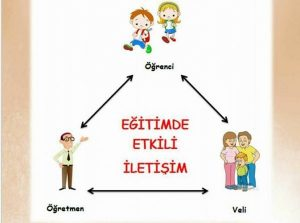 Öğrenci
EĞİTİMDE
ETKİLİ
İLETİŞİM
Öğretmen
Veli